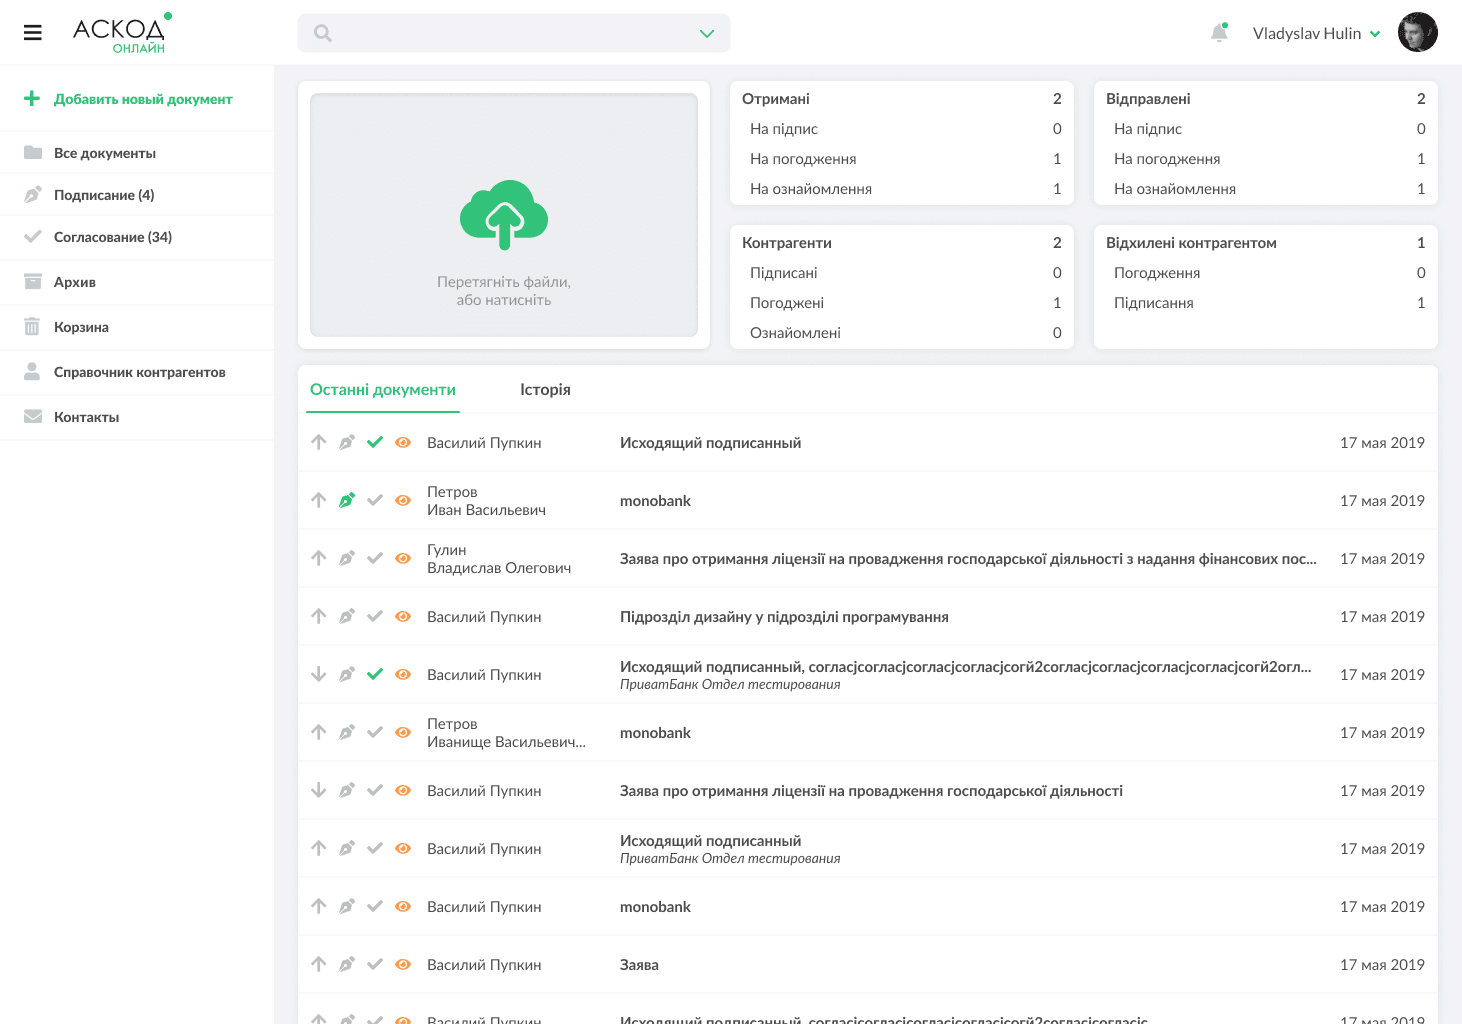 АСКОД
ОНЛАЙН
Vladyslav Hulin
Добавить новый документ
Все документы
Подписание (4)
Согласование (34)
Архив
Корзина
Справочник контрагентов
Контакты
Перетягніть файли,
або натисніть
Отримані 2
На підпис 0
На погодження 1
На ознайомлення 1
Відправлені 2
На підпис 0
На погодження 1
На ознайомлення 1
Контрагенти 2
Підписані 0
Погоджені 1
Ознайомлені 0
Відхилені контрагентом 1
Погодження 0
Підписання 1
Останні документи Історія
Василий Пупкин Исходящий подписанный 17 мая 2019
Петров
Иван Васильевич monobank 17 мая 2019
Гулин
Владислав Олегович Заява про отримання ліцензії на провадження господарської діяльності з надання фінансових пос... 17 мая 2019
Василий Пупкин Підрозділ дизайну у підрозділі програмування 17 мая 2019
Василий Пупкин Исходящий подписанный, согласjсогласjсогласjсогласjсогй2согласjсогласjсогласjсогласjсогй2огл... 17 мая 2019
ПриватБанк Отдел тестирования
Петров
Иванище Васильевич... monobank 17 мая 2019
Василий Пупкин Заява про отримання ліцензії на провадження господарської діяльності 17 мая 2019
Василий Пупкин Исходящий подписанный 17 мая 2019
ПриватБанк Отдел тестирования
Василий Пупкин monobank 17 мая 2019
Василий Пупкин Заява 17 мая 2019
Василий Пупкин Исходящий подписанный, согласjсогласjсогласjсогласjсогй2согласjсогласjс 17 мая 2019